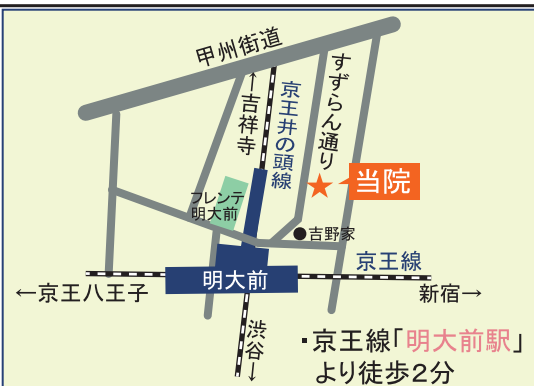 甲州街道
すずらん通り
←吉祥寺
京王井の頭線
当院
フレンテ
明大前
吉野家
京王線
明大前
←京王八王子
新宿→
渋谷→
・京王線「明大前駅」
より徒歩2分